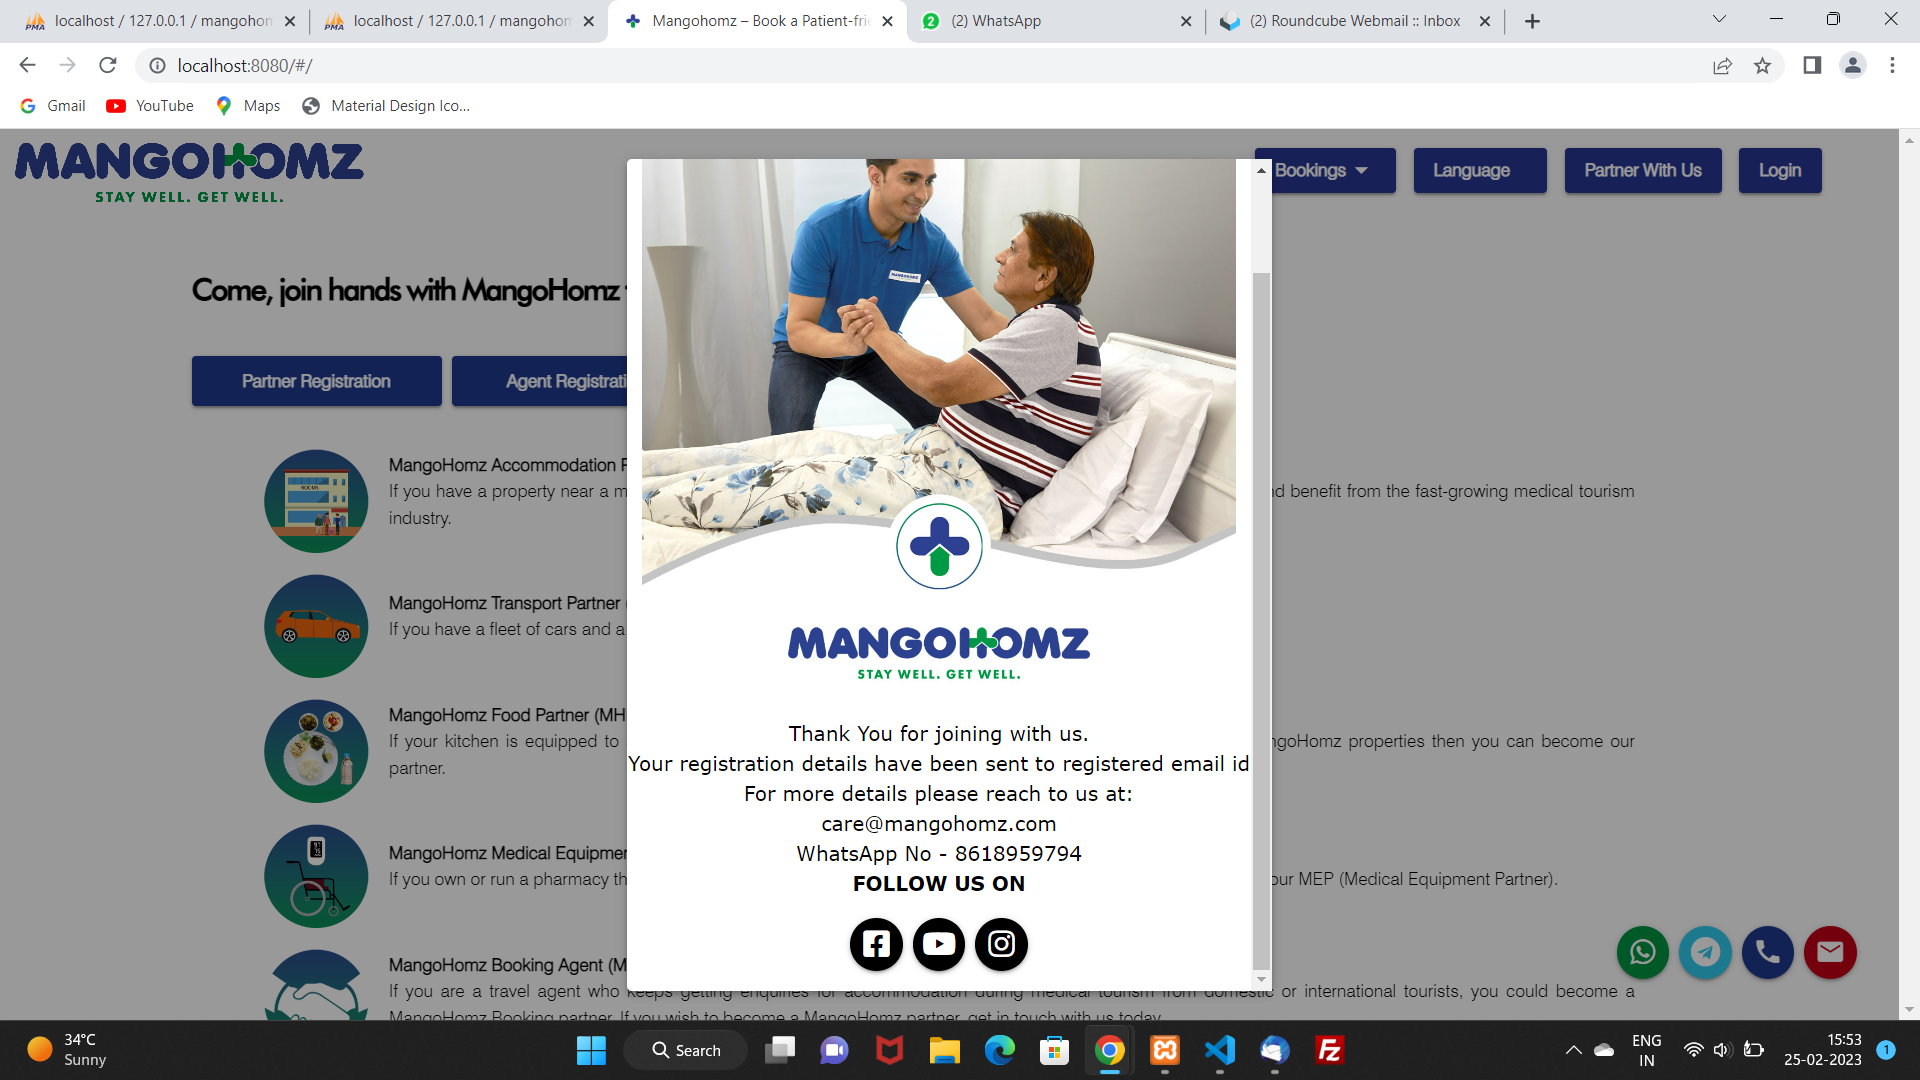 localhost / 127.0.0.1 / mangohom
localhost / 127.0.0.1 / mangohom
Mangohomz – Book a Patient-frie
(2) WhatsApp
(2) Roundcube Webmail :: Inbox
localhost:8080/#/
Gmail
YouTube
Maps
Material Design Ico...
MANGOHOMZ
STAY WELL. GET WELL.
Bookings
Language
Partner With Us
Login
Come, join hands with MangoHomz
Partner Registration
Agent Registrati
MANGOHOMZ
ROOMS
MangoHomz Accommodation P
If you have a property near a m
nd benefit from the fast-growing medical tourism
industry.
MangoHomz Transport Partner (
If you have a fleet of cars and a
MangoHomz Food Partner (MH
If your kitchen is equipped to
ngoHomz properties then you can become our
partner.
MangoHomz Medical Equipmen
If you own or run a pharmacy th
our MEP (Medical Equipment Partner).
MangoHomz Booking Agent (M
If you are a travel agent who keeps getting enquiries for accommodation during medical tourism from domestic or international tourists, you could become a
MangoHomz Booking partner. If you wish to become a MangoHomz partner, get in touch with us today.
MANGOHOMZ
STAY WELL. GET WELL.
Thank You for joining with us.
Your registration details have been sent to registered email id
For more details please reach to us at:
care@mangohomz.com
WhatsApp No - 8618959794
FOLLOW US ON
34°C
Sunny
Search
ENG
IN
15:53
25-02-2023
1